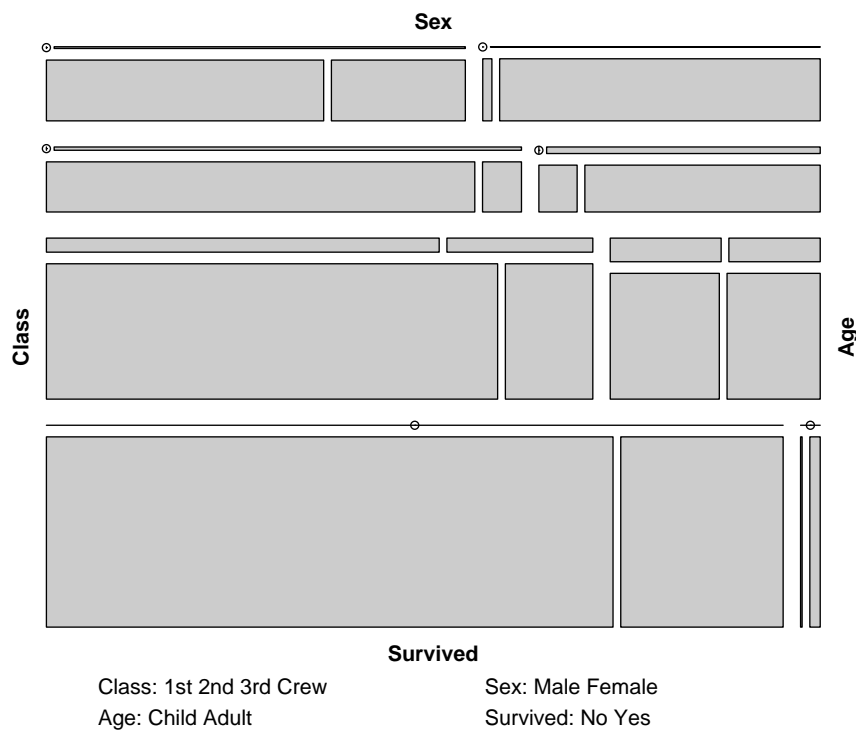 Sex
Class
Age
Survived
Class: 1st 2nd 3rd Crew
Sex: Male Female
Age: Child Adult
Survived: No Yes